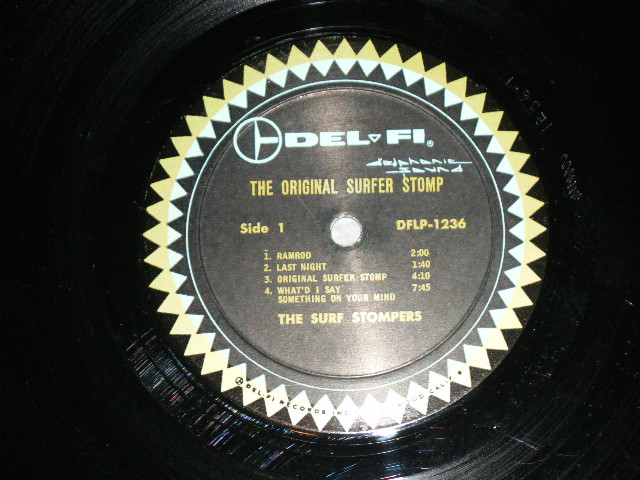 DEL-FI®
delphonic sound
THE ORIGINAL SURFER STOMP
Side 1 DFLP-1236
1. RAMROD 2:00
2. LAST NIGHT 1:40
3. ORIGINAL SURFER STOMP 4:10
4. WHAT'D I SAY 7:45
SOMETHING ON YOUR MIND
THE SURF STOMPERS
DEL-FI RECORDS INC.